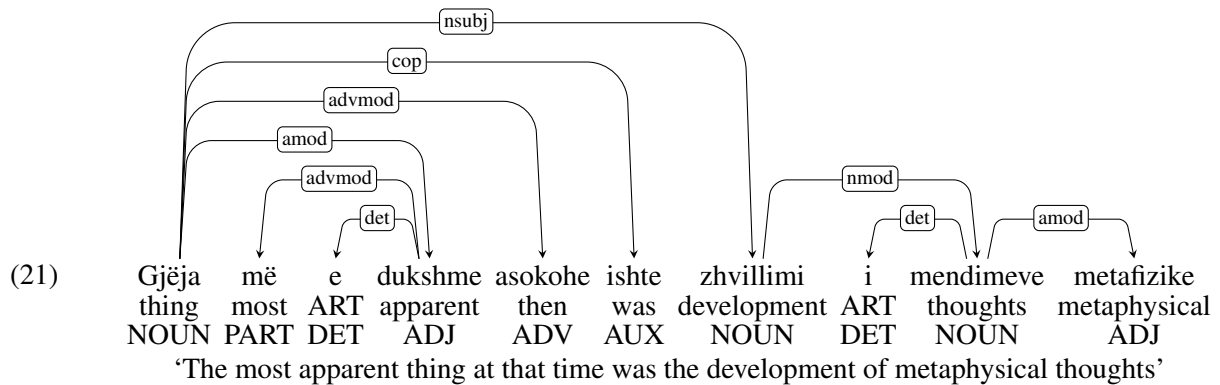 nsubj
cop
advmod
amod
advmod nmod
det det amod
(21) Gjëja më e dukshme asokohe ishte zhvillimi i mendimeve metafizike
thing most ART apparent then was development ART thoughts metaphysical
NOUN PART DET ADJ ADV AUX NOUN DET NOUN ADJ
‘The most apparent thing at that time was the development of metaphysical thoughts’